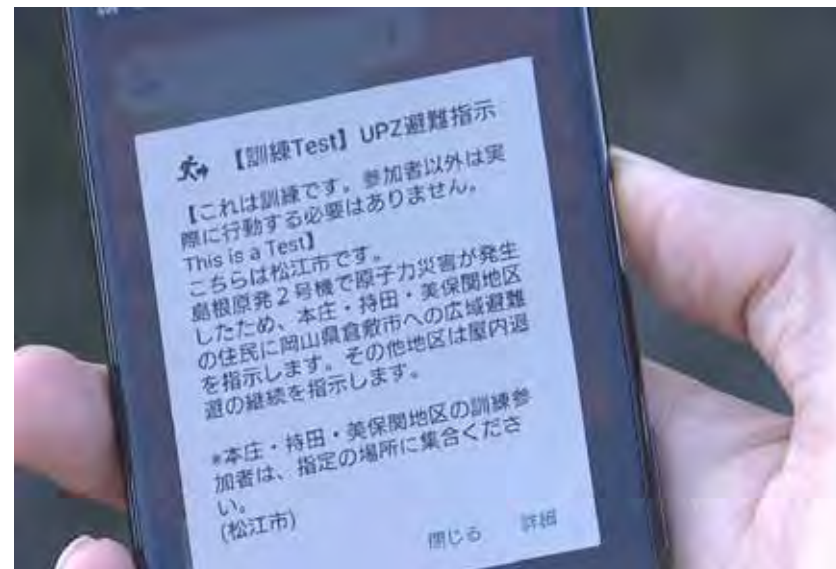 【訓練Test】UPZ避難指示
【これは訓練です。参加者以外は実
際に行動する必要はありません。
This is a Test】
こちらは松江市です。
島根原発2号機で原子力災害が発生
したため、本庄・持田・美保関地区
の住民に岡山県倉敷市への広域避難
を指示します。その他地区は屋内退
避の継続を指示します。
*本庄・持田・美保関地区の訓練参
加者は、指定の場所に集合くださ
い。
(松江市)
閉じる 詳細